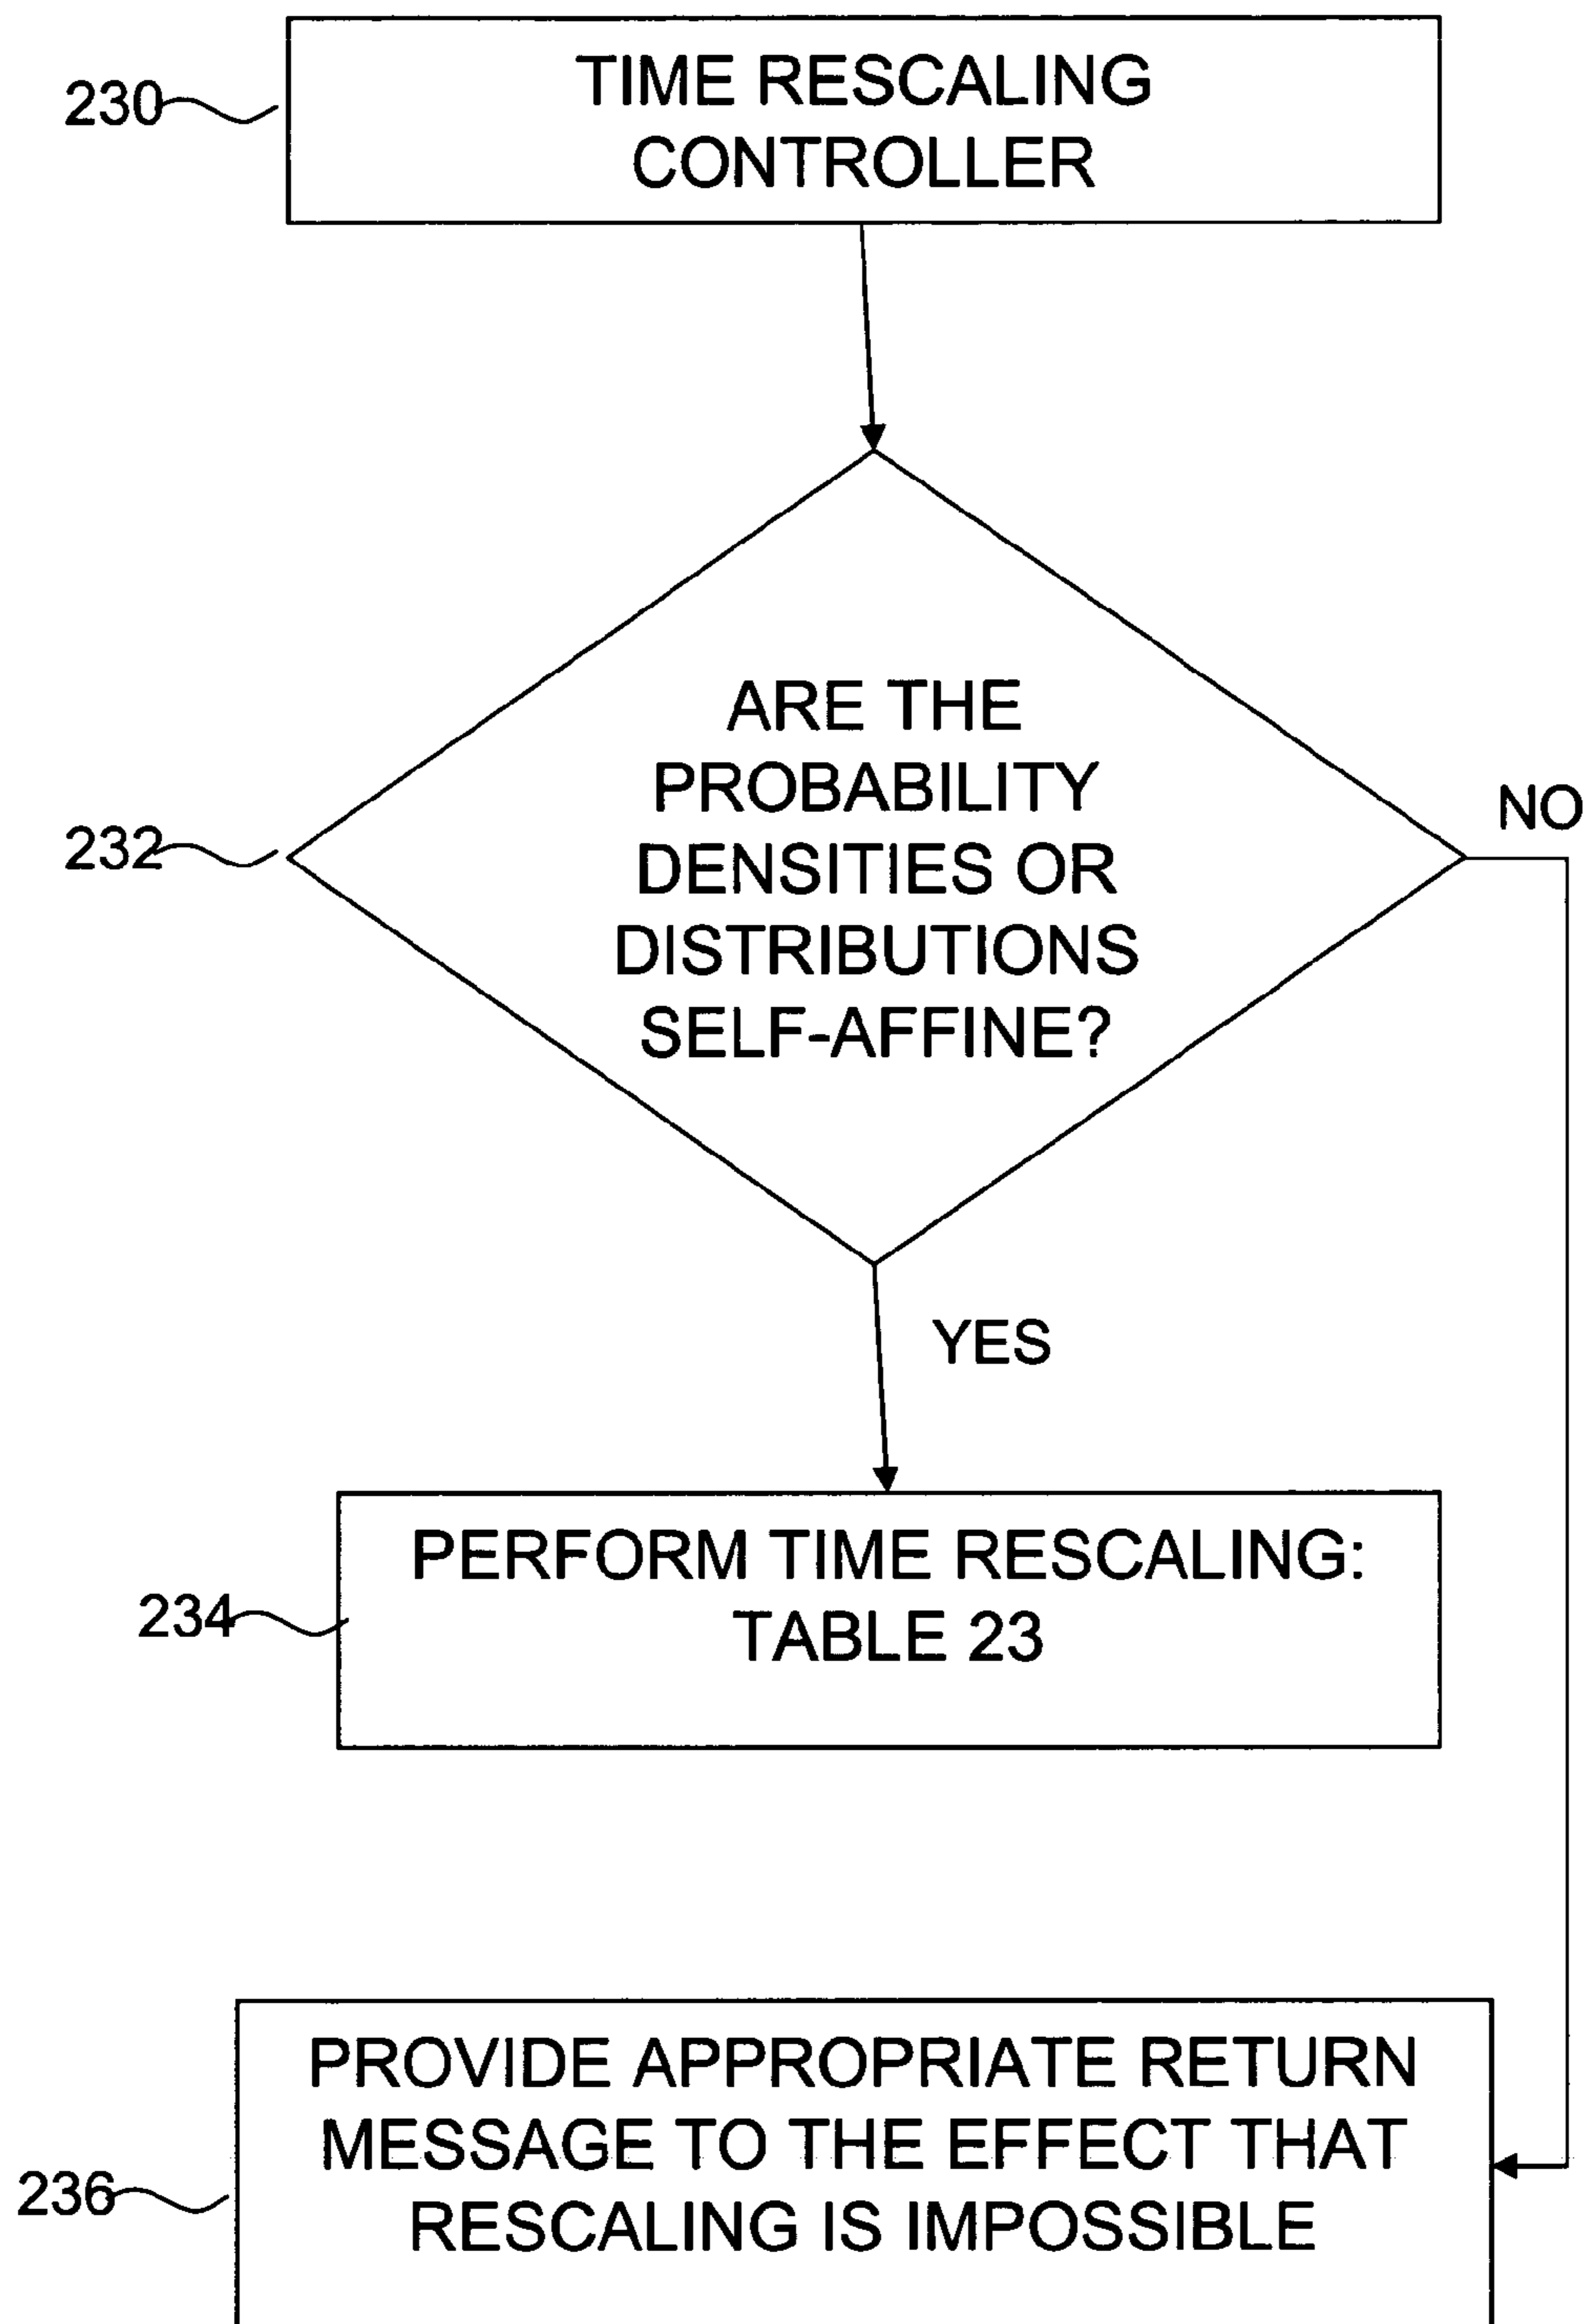 230
TIME RESCALING
CONTROLLER
232
ARE THE
PROBABILITY
DENSITIES OR
DISTRIBUTIONS
SELF-AFFINE?
NO
YES
234
PERFORM TIME RESCALING:
TABLE 23
236
PROVIDE APPROPRIATE RETURN
MESSAGE TO THE EFFECT THAT
RESCALING IS IMPOSSIBLE